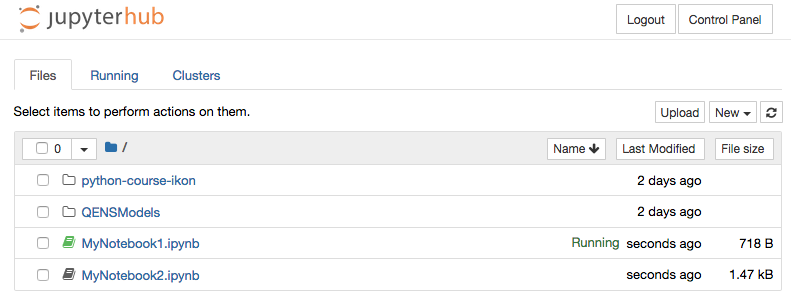 jupyterhub
Logout
Control Panel
Files
Running
Clusters
Select items to perform actions on them.
Upload
New
0
/
Name
Last Modified
File size
python-course-ikon
2 days ago
QENSModels
2 days ago
MyNotebook1.ipynb
Running
seconds ago
718 B
MyNotebook2.ipynb
seconds ago
1.47 kB